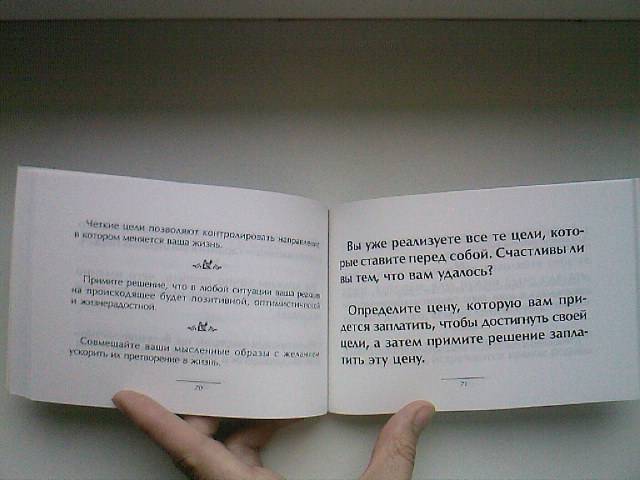 Четкие цели позволяют контролировать направление,
в котором меняется ваша жизнь.
Примите решение, что в любой ситуации ваша реакция
на происходящее будет позитивной, оптимистической
и жизнерадостной.
Совмещайте ваши мысленные образы с желанием
ускорить их претворение в жизнь.
70
Вы уже реализуете все те цели, кото-
рые ставите перед собой. Счастливы ли
вы тем, что вам удалось?
Определите цену, которую вам при-
дется заплатить, чтобы достигнуть своей
цели, а затем примите решение запла-
тить эту цену.
71